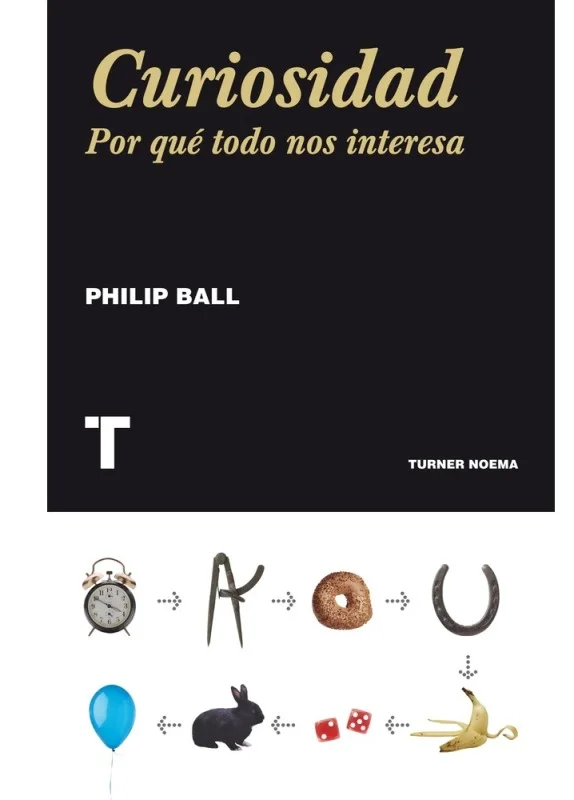 Curiosidad
Por qué todo nos interesa
PHILIP BALL
T
TURNER NOEMA